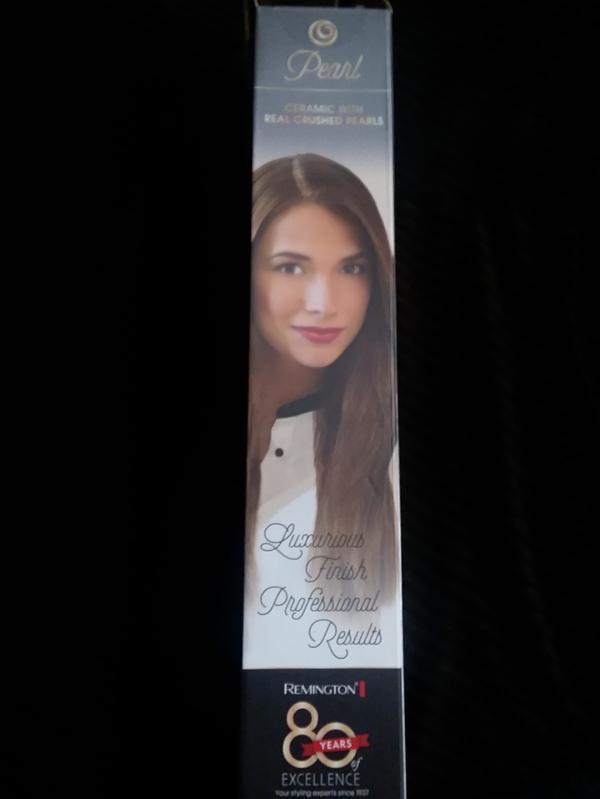 Pearl
CERAMIC WITH
REAL CRUSHED PEARLS
Luxurious
Finish
Professional
Results
REMINGTON
80
YEARS
of
EXCELLENCE
Your styling experts since 1937